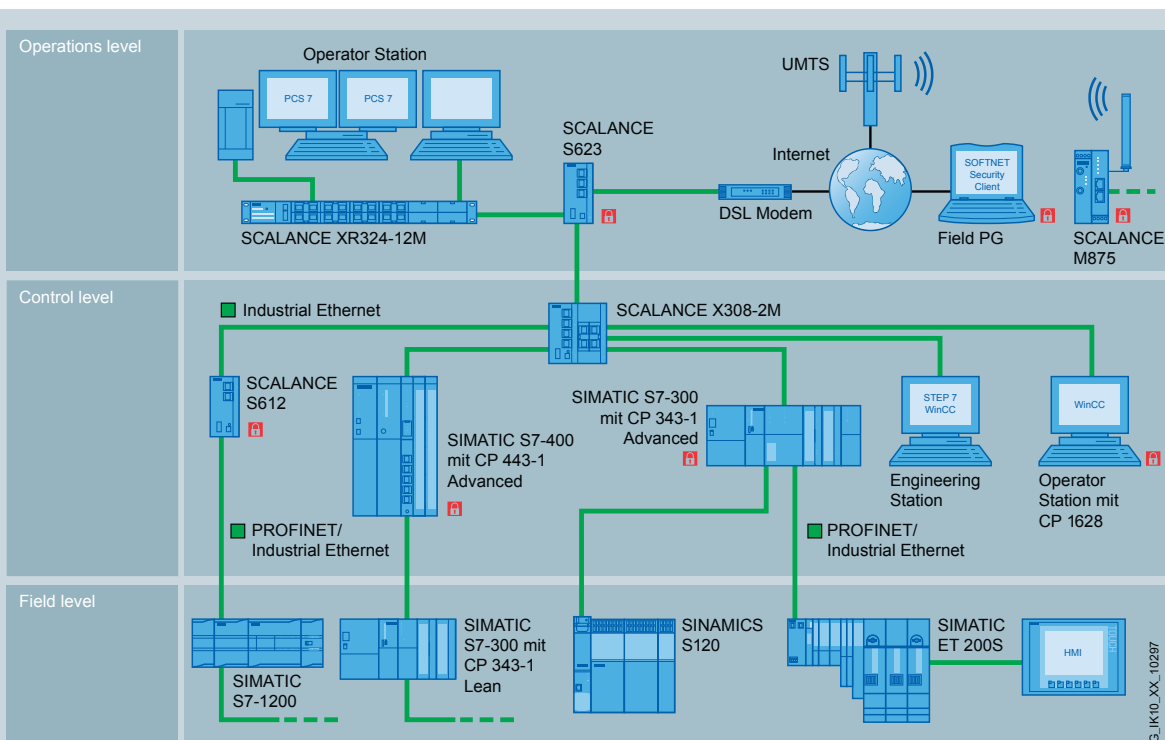 Operations level
Operator Station
PCS 7
PCS 7
SCALANCE
S623
UMTS
Internet
SOFTNET
Security
Client
DSL Modem
Field PG
SCALANCE
M875
SCALANCE XR324-12M
Control level
Industrial Ethernet
SCALANCE X308-2M
SCALANCE
S612
SIMATIC S7-400
mit CP 443-1
Advanced
SIMATIC S7-300
mit CP 343-1
Advanced
STEP 7
WinCC
Engineering
Station
WinCC
Operator
Station mit
CP 1628
PROFINET/
Industrial Ethernet
PROFINET/
Industrial Ethernet
Field level
SIMATIC
S7-1200
SIMATIC
S7-300 mit
CP 343-1
Lean
SINAMICS
S120
SIMATIC
ET 200S
HMI
G_IK10_XX_10297